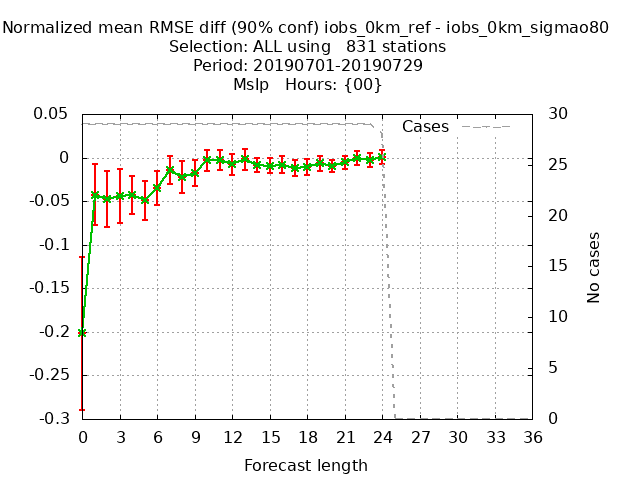 Normalized mean RMSE diff (90% conf) iobs_0km_ref - iobs_0km_sigmao80
Selection: ALL using   831 stations
Period: 20190701-20190729
Mslp   Hours: {00}
0.05
0
-0.05
-0.1
-0.15
-0.2
-0.25
-0.3
Cases
30
25
20
15
10
5
0
No cases
0 3 6 9 12 15 18 21 24 27 30 33 36
Forecast length